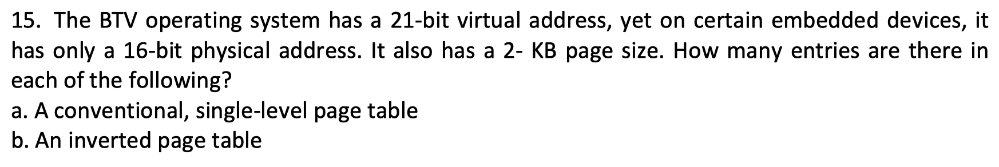 15. The BTV operating system has a 21-bit virtual address, yet on certain embedded devices, it
has only a 16-bit physical address. It also has a 2- KB page size. How many entries are there in
each of the following?
a. A conventional, single-level page table
b. An inverted page table